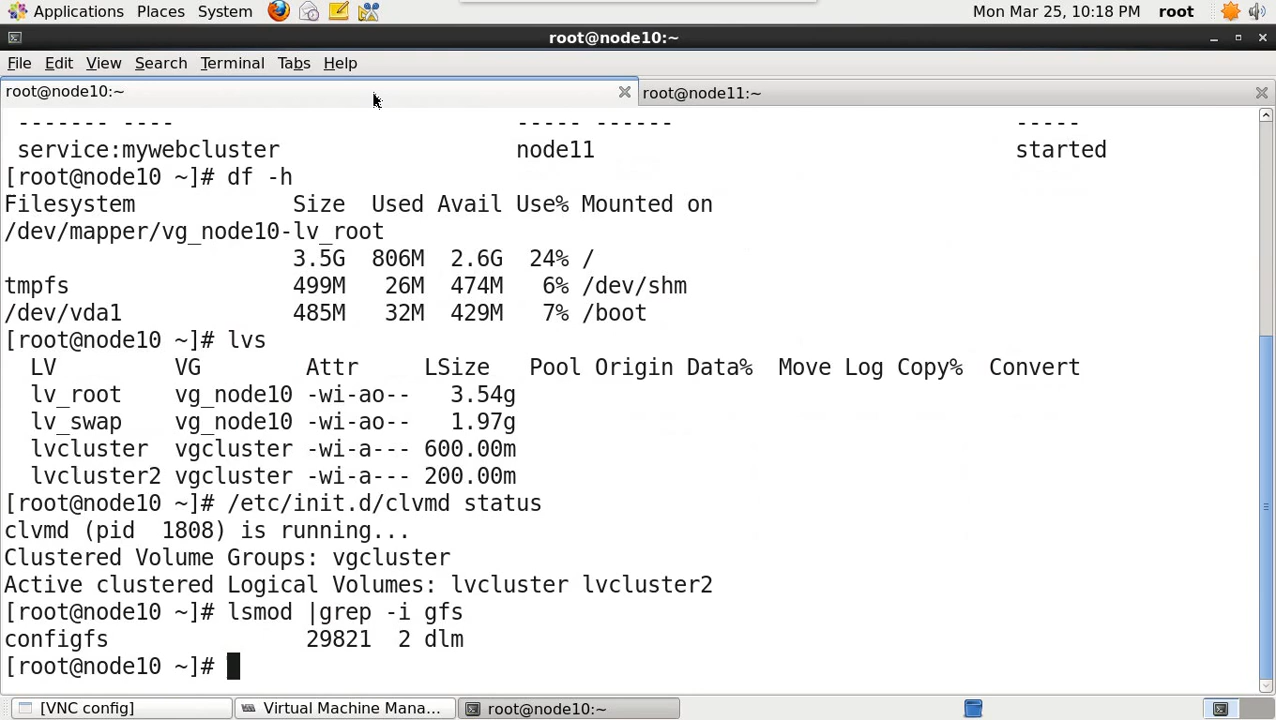 Applications Places System Mon Mar 25, 10:18 PM root
root@node10:~
File Edit View Search Terminal Tabs Help
root@node10:~ root@node11:~
------- ---- ----- ------ -----
service:mywebcluster node11 started
[root@node10 ~]# df -h
Filesystem Size Used Avail Use% Mounted on
/dev/mapper/vg_node10-lv_root
3.5G 806M 2.6G 24% /
tmpfs 499M 26M 474M 6% /dev/shm
/dev/vda1 485M 32M 429M 7% /boot
[root@node10 ~]# lvs
LV VG Attr LSize Pool Origin Data% Move Log Copy% Convert
lv_root vg_node10 -wi-ao-- 3.54g
lv_swap vg_node10 -wi-ao-- 1.97g
lvcluster vgcluster -wi-a--- 600.00m
lvcluster2 vgcluster -wi-a--- 200.00m
[root@node10 ~]# /etc/init.d/clvmd status
clvmd (pid 1808) is running...
Clustered Volume Groups: vgcluster
Active clustered Logical Volumes: lvcluster lvcluster2
[root@node10 ~]# lsmod |grep -i gfs
configfs 29821 2 dlm
[root@node10 ~]#
[VNC config] Virtual Machine Mana... root@node10:~